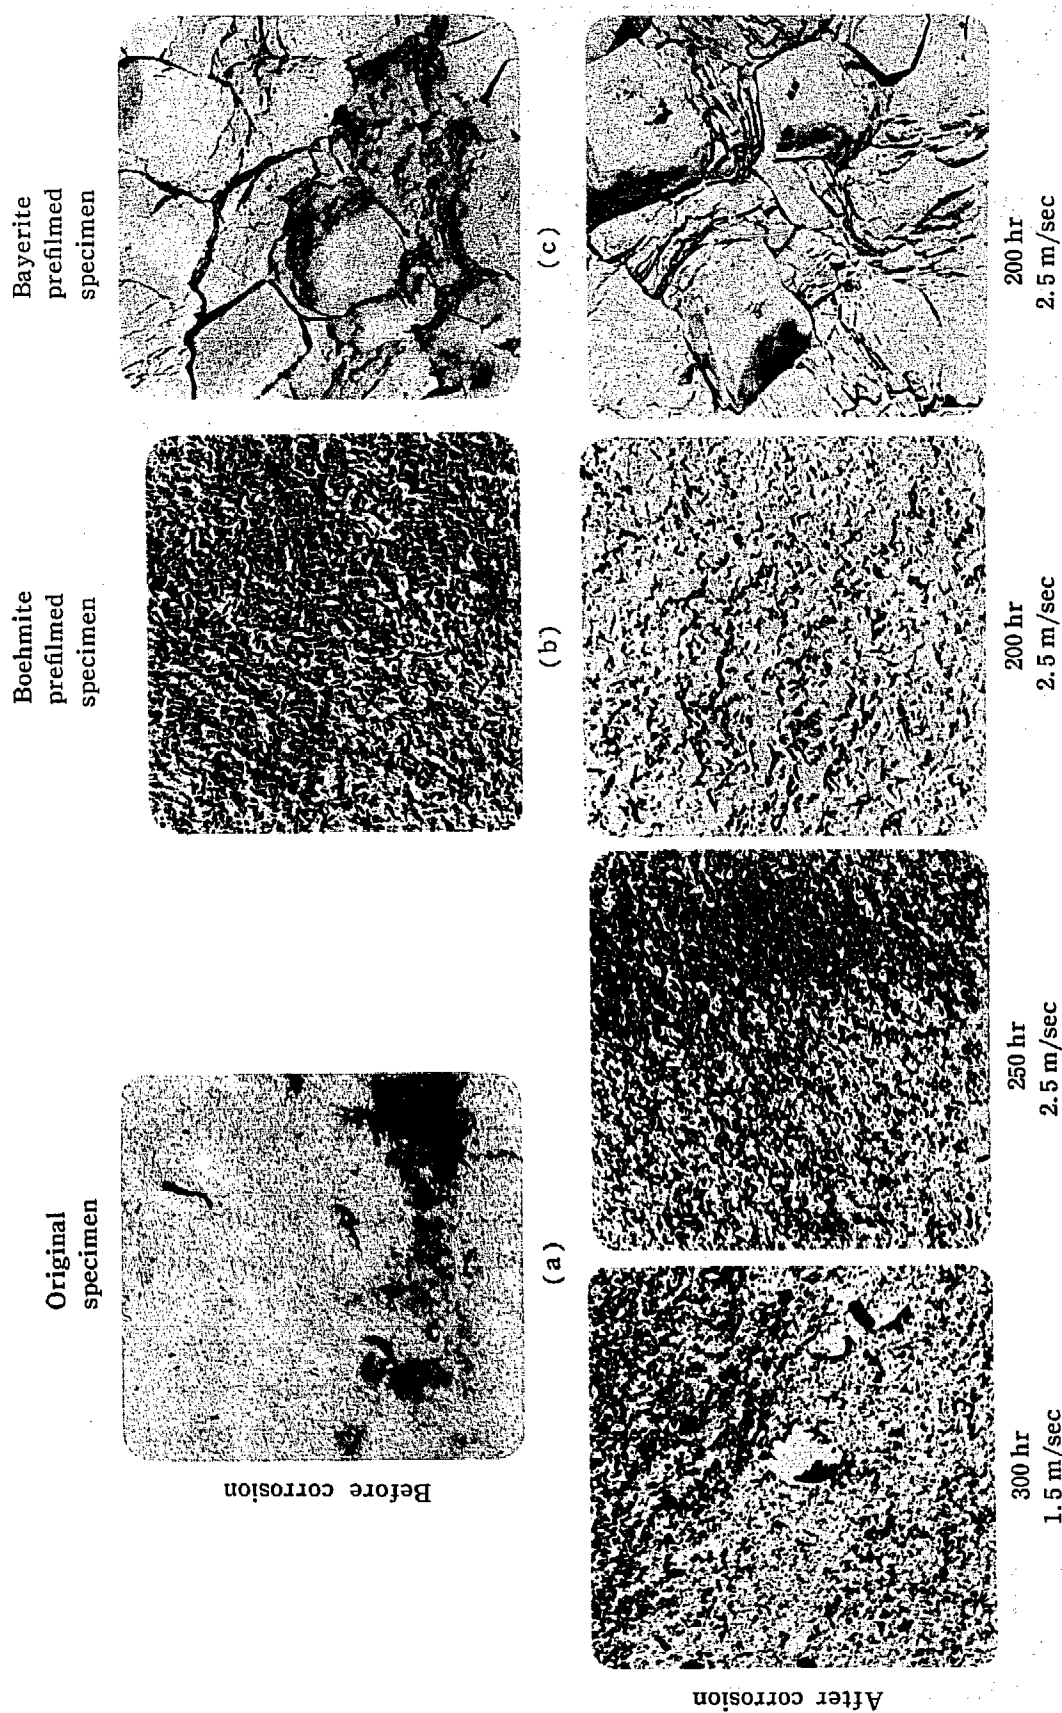 Original
specimen
Boehmite
prefilmed
specimen
Bayerite
prefilmed
specimen
Before corrosion
(a)
(b)
(c)
After corrosion
300 hr
1.5 m/sec
250 hr
2.5 m/sec
200 hr
2.5 m/sec
200 hr
2.5 m/sec